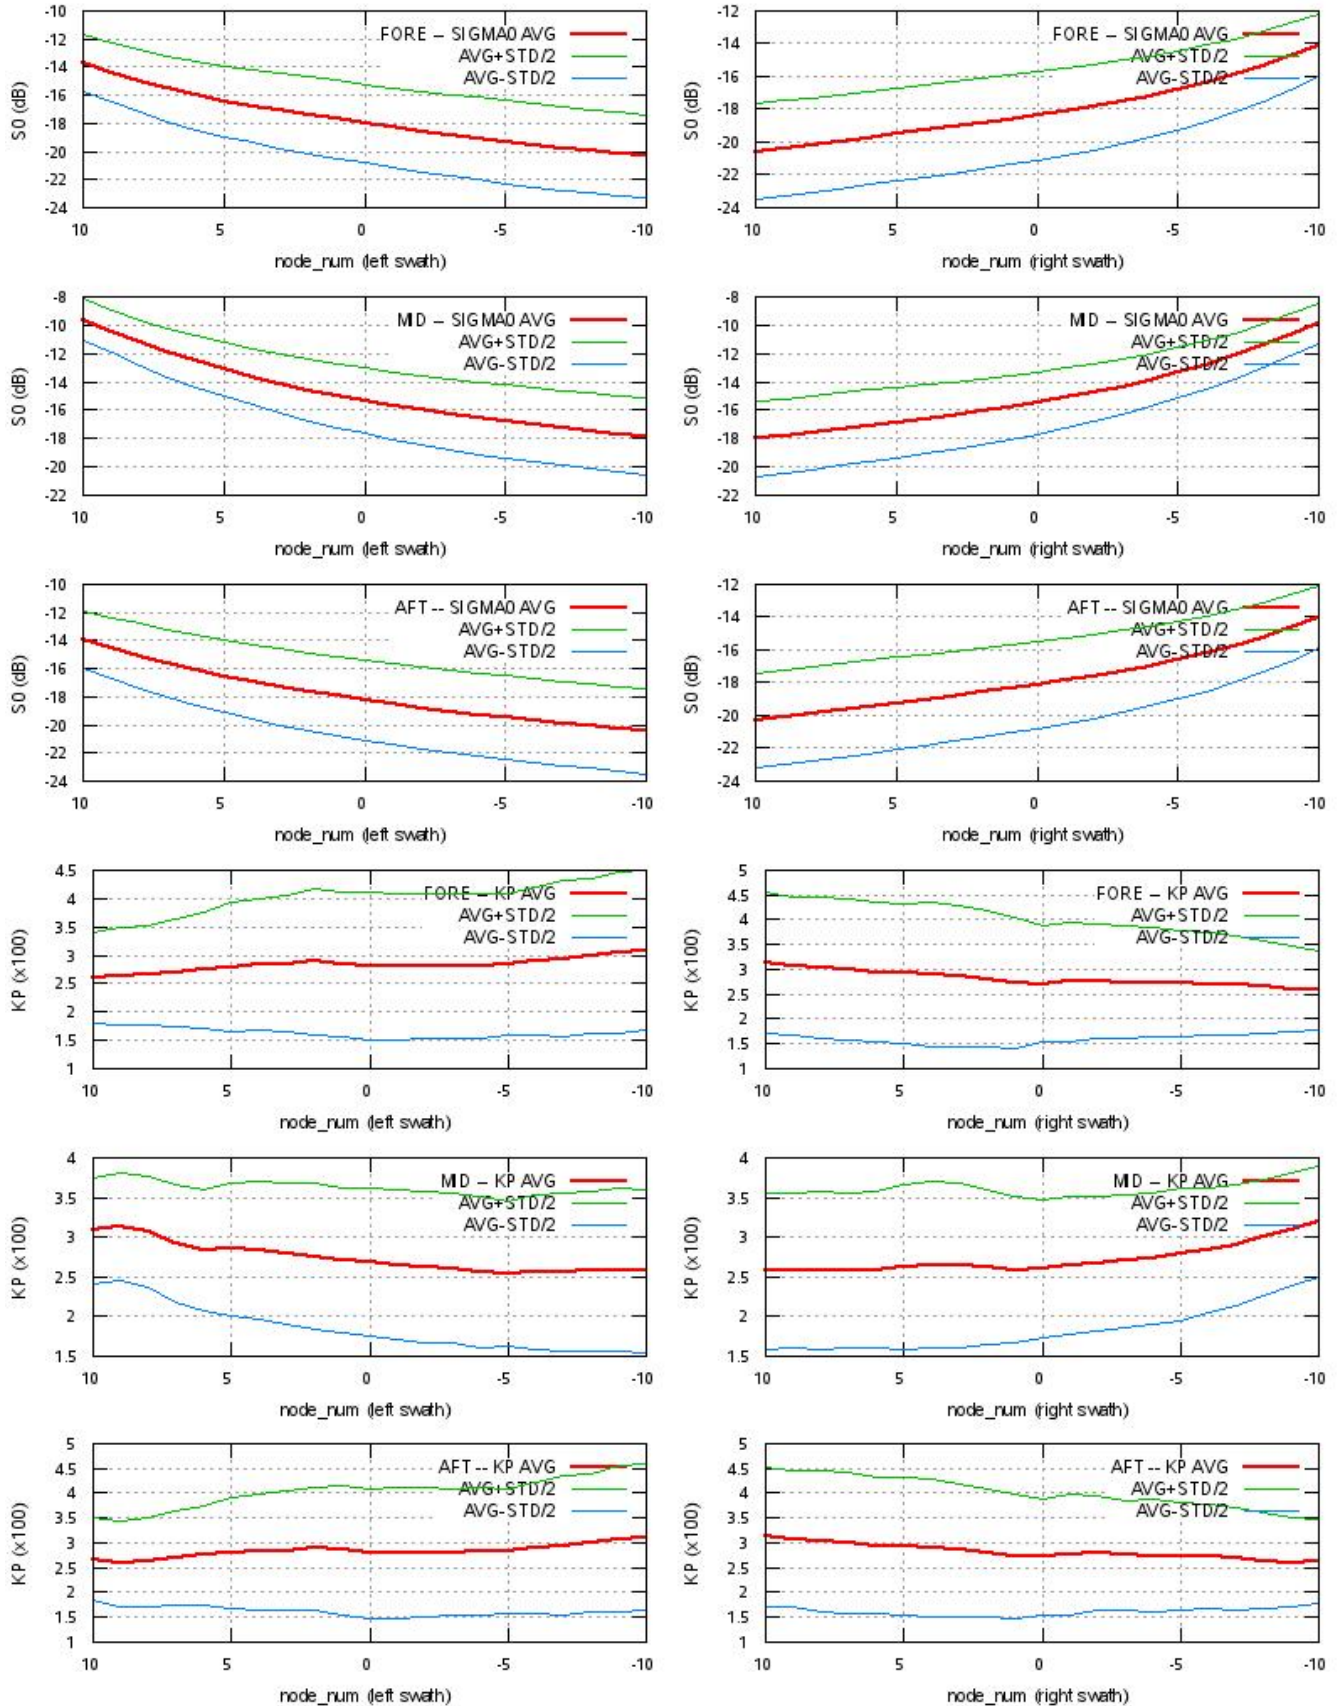 -10
-12
-14
-16
-18
-20
-22
-24
S0 (dB)
FORE – SIGMA0 AVG
AVG+STD/2
AVG-STD/2
10 5 0 -5 -10
node_num (left swath)
-12
-14
-16
-18
-20
-22
-24
S0 (dB)
FORE – SIGMA0 AVG
AVG+STD/2
AVG-STD/2
10 5 0 -5 -10
node_num (right swath)
-8
-10
-12
-14
-16
-18
-20
-22
S0 (dB)
MID – SIGMA0 AVG
AVG+STD/2
AVG-STD/2
10 5 0 -5 -10
node_num (left swath)
-8
-10
-12
-14
-16
-18
-20
-22
S0 (dB)
MID – SIGMA0 AVG
AVG+STD/2
AVG-STD/2
10 5 0 -5 -10
node_num (right swath)
-10
-12
-14
-16
-18
-20
-22
-24
S0 (dB)
AFT -- SIGMA0 AVG
AVG+STD/2
AVG-STD/2
10 5 0 -5 -10
node_num (left swath)
-12
-14
-16
-18
-20
-22
-24
S0 (dB)
AFT -- SIGMA0 AVG
AVG+STD/2
AVG-STD/2
10 5 0 -5 -10
node_num (right swath)
4.5
4
3.5
3
2.5
2
1.5
1
KP (x100)
FORE – KP AVG
AVG+STD/2
AVG-STD/2
10 5 0 -5 -10
node_num (left swath)
5
4.5
4
3.5
3
2.5
2
1.5
1
KP (x100)
FORE – KP AVG
AVG+STD/2
AVG-STD/2
10 5 0 -5 -10
node_num (right swath)
4
3.5
3
2.5
2
1.5
KP (x100)
MID – KP AVG
AVG+STD/2
AVG-STD/2
10 5 0 -5 -10
node_num (left swath)
4
3.5
3
2.5
2
1.5
KP (x100)
MID – KP AVG
AVG+STD/2
AVG-STD/2
10 5 0 -5 -10
node_num (right swath)
5
4.5
4
3.5
3
2.5
2
1.5
1
KP (x100)
AFT -- KP AVG
AVG+STD/2
AVG-STD/2
10 5 0 -5 -10
node_num (left swath)
5
4.5
4
3.5
3
2.5
2
1.5
1
KP (x100)
AFT -- KP AVG
AVG+STD/2
AVG-STD/2
10 5 0 -5 -10
node_num (right swath)